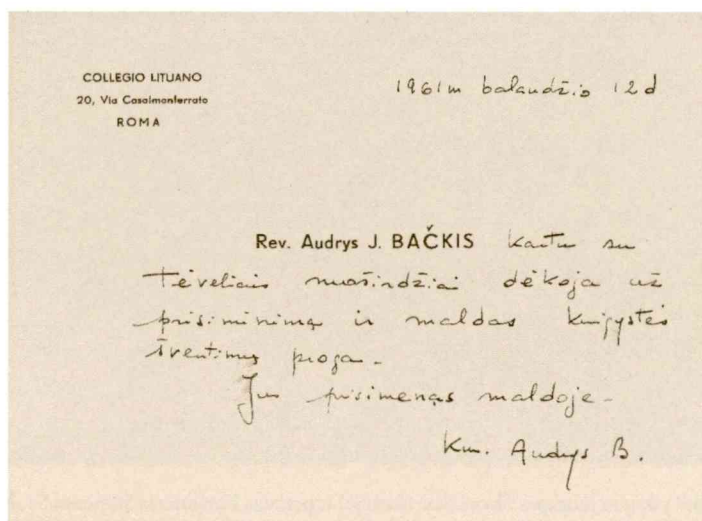 COLLEGIO LITUANO
20, Via Casalmonferrato
ROMA
1961m balandžio 12d
Rev. Audrys J. BAČKIS kartu su
Tėveliais nuoširdžiai dėkoja už
prisiminimą ir maldas kunigystės
šventimų proga.
Jus prisimenąs maldoje.
Kun. Audrys B.